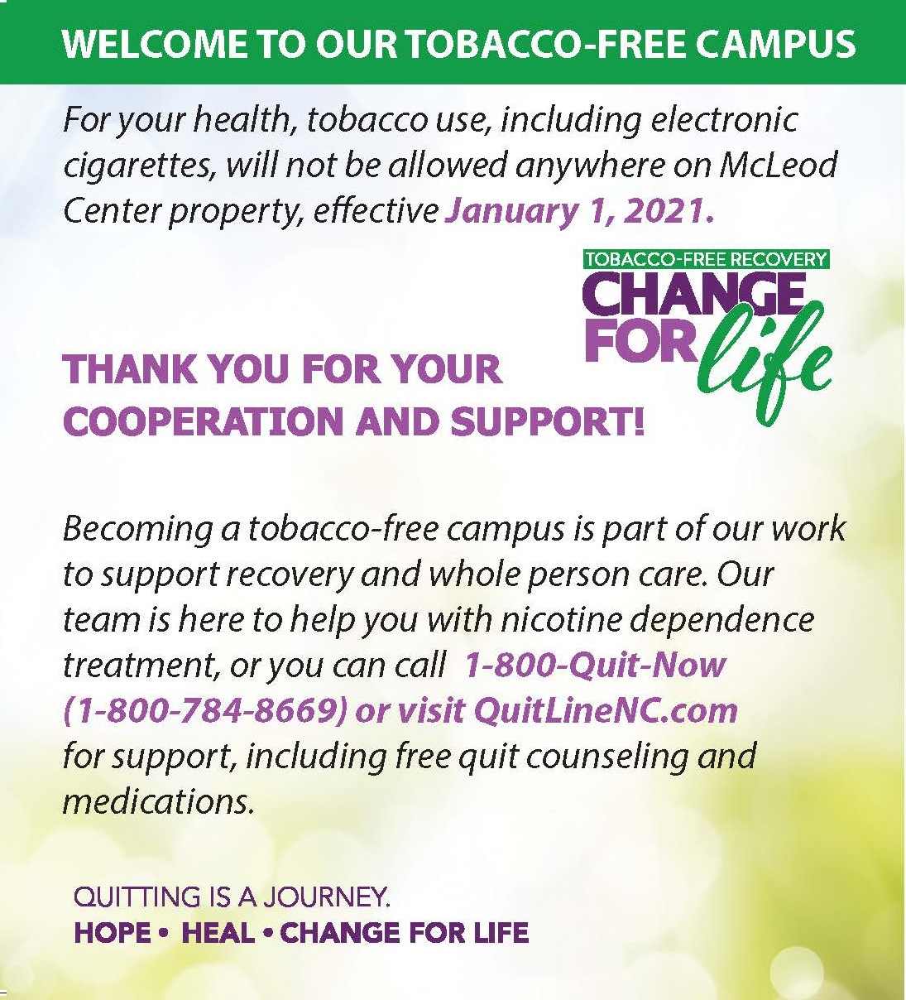 WELCOME TO OUR TOBACCO-FREE CAMPUS
For your health, tobacco use, including electronic
cigarettes, will not be allowed anywhere on McLeod
Center property, effective January 1, 2021.
TOBACCO-FREE RECOVERY
CHANGE
FOR life
THANK YOU FOR YOUR
COOPERATION AND SUPPORT!
Becoming a tobacco-free campus is part of our work
to support recovery and whole person care. Our
team is here to help you with nicotine dependence
treatment, or you can call 1-800-Quit-Now
(1-800-784-8669) or visit QuitLineNC.com
for support, including free quit counseling and
medications.
QUITTING IS A JOURNEY.
HOPE • HEAL • CHANGE FOR LIFE